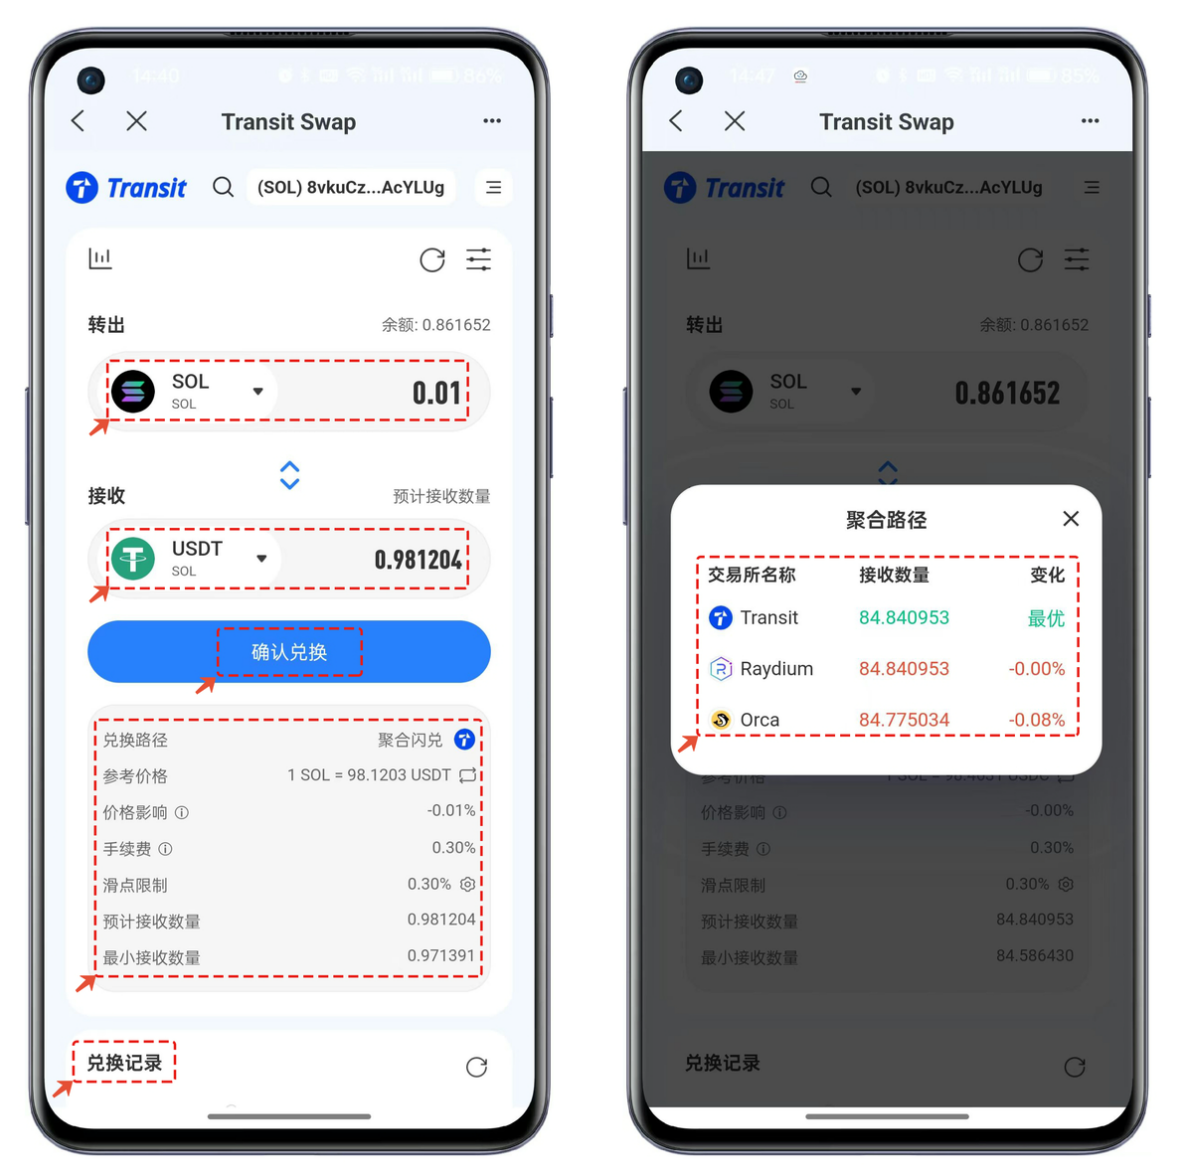 14:40
86%
Transit Swap
Transit
(SOL) 8vkuCz...AcYLUg
转出
余额: 0.861652
SOL
SOL
0.01
接收
预计接收数量
USDT
SOL
0.981204
确认兑换
兑换路径
聚合闪兑
参考价格
1 SOL = 98.1203 USDT
价格影响
-0.01%
手续费
0.30%
滑点限制
0.30%
预计接收数量
0.981204
最小接收数量
0.971391
兑换记录
14:47
85%
Transit Swap
Transit
(SOL) 8vkuCz...AcYLUg
转出
余额: 0.861652
SOL
SOL
0.861652
聚合路径
交易所名称
接收数量
变化
Transit
84.840953
最优
Raydium
84.840953
-0.00%
Orca
84.775034
-0.08%
参考价格
价格影响
-0.00%
手续费
0.30%
滑点限制
0.30%
预计接收数量
84.840953
最小接收数量
84.586430
兑换记录